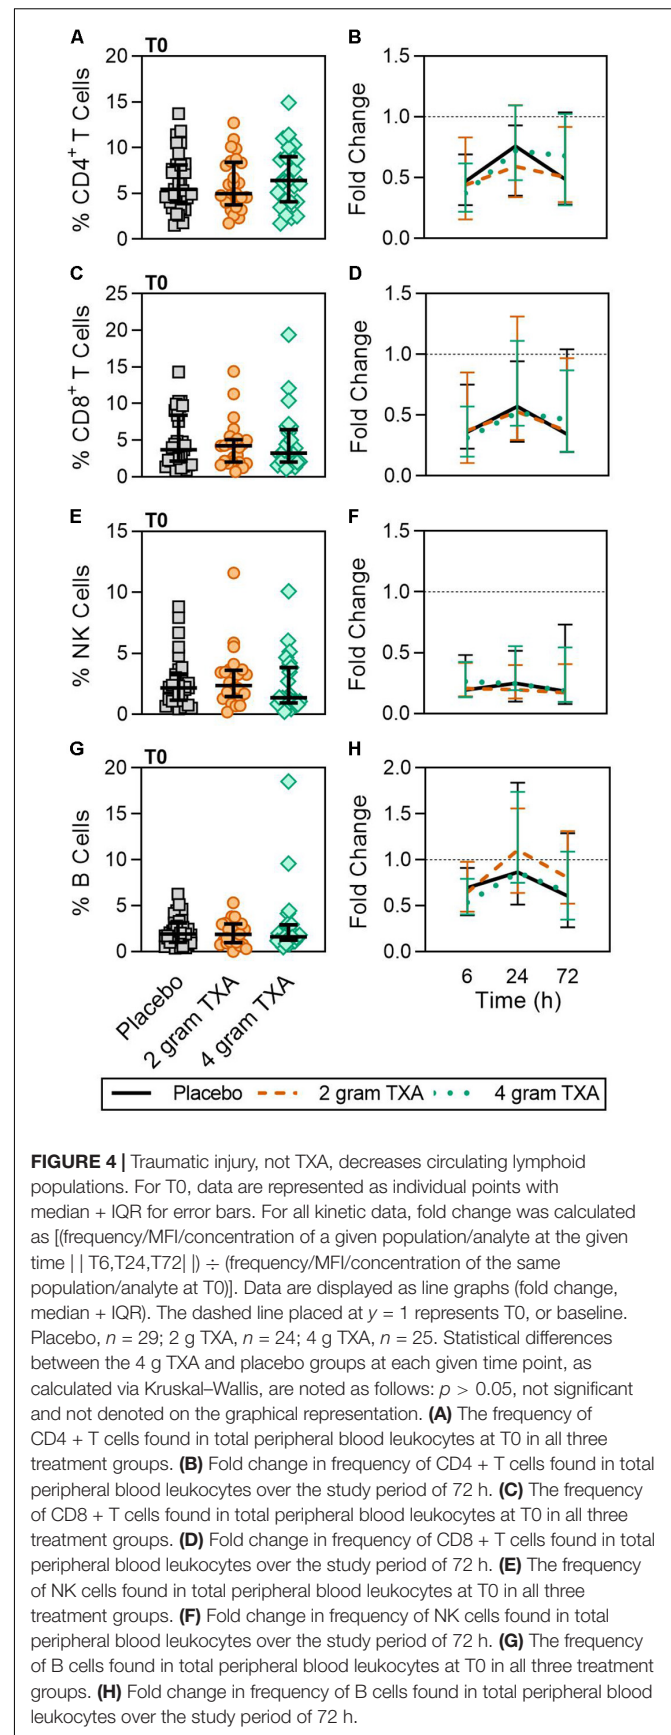 A
T0
% CD4+ T Cells
20
15
10
5
0
B
Fold Change
1.5
1.0
0.5
0.0
C
T0
% CD8+ T Cells
25
20
15
10
5
0
D
Fold Change
1.5
1.0
0.5
0.0
E
T0
% NK Cells
15
10
5
0
F
Fold Change
1.5
1.0
0.5
0.0
G
T0
% B Cells
20
15
10
5
0
Placebo
2 gram TXA
4 gram TXA
H
Fold Change
2.0
1.5
1.0
0.5
0.0
6 24 72
Time (h)
Placebo 2 gram TXA 4 gram TXA
FIGURE 4 | Traumatic injury, not TXA, decreases circulating lymphoid
populations. For T0, data are represented as individual points with
median + IQR for error bars. For all kinetic data, fold change was calculated
as [(frequency/MFI/concentration of a given population/analyte at the given
time | | T6,T24,T72| |) ÷ (frequency/MFI/concentration of the same
population/analyte at T0)]. Data are displayed as line graphs (fold change,
median + IQR). The dashed line placed at y = 1 represents T0, or baseline.
Placebo, n = 29; 2 g TXA, n = 24; 4 g TXA, n = 25. Statistical differences
between the 4 g TXA and placebo groups at each given time point, as
calculated via Kruskal–Wallis, are noted as follows: p > 0.05, not significant
and not denoted on the graphical representation. (A) The frequency of
CD4 + T cells found in total peripheral blood leukocytes at T0 in all three
treatment groups. (B) Fold change in frequency of CD4 + T cells found in total
peripheral blood leukocytes over the study period of 72 h. (C) The frequency
of CD8 + T cells found in total peripheral blood leukocytes at T0 in all three
treatment groups. (D) Fold change in frequency of CD8 + T cells found in total
peripheral blood leukocytes over the study period of 72 h. (E) The frequency
of NK cells found in total peripheral blood leukocytes at T0 in all three
treatment groups. (F) Fold change in frequency of NK cells found in total
peripheral blood leukocytes over the study period of 72 h. (G) The frequency
of B cells found in total peripheral blood leukocytes at T0 in all three treatment
groups. (H) Fold change in frequency of B cells found in total peripheral blood
leukocytes over the study period of 72 h.